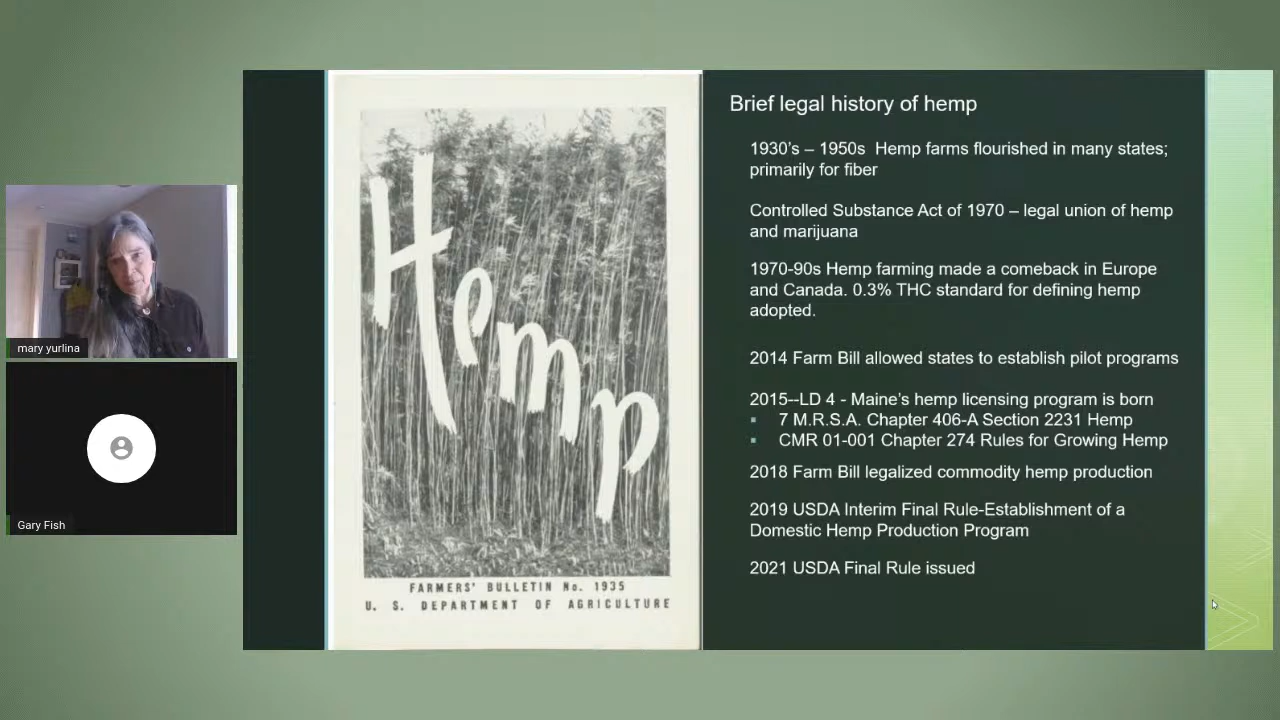 mary yurlina
Gary Fish
Hemp
FARMERS' BULLETIN No. 1935
U. S. DEPARTMENT OF AGRICULTURE
Brief legal history of hemp
1930's – 1950s Hemp farms flourished in many states;
primarily for fiber
Controlled Substance Act of 1970 – legal union of hemp
and marijuana
1970-90s Hemp farming made a comeback in Europe
and Canada. 0.3% THC standard for defining hemp
adopted.
2014 Farm Bill allowed states to establish pilot programs
2015--LD 4 - Maine's hemp licensing program is born
▪ 7 M.R.S.A. Chapter 406-A Section 2231 Hemp
▪ CMR 01-001 Chapter 274 Rules for Growing Hemp
2018 Farm Bill legalized commodity hemp production
2019 USDA Interim Final Rule-Establishment of a
Domestic Hemp Production Program
2021 USDA Final Rule issued